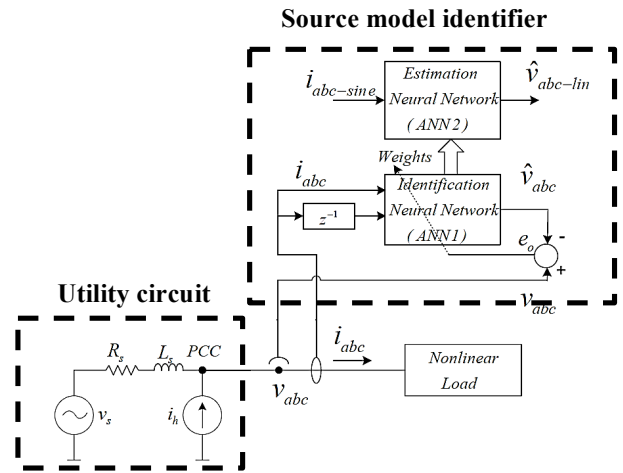 Source model identifier
i_abc-sine
Estimation
Neural Network
(ANN2)
v̂_abc-lin
Weights
i_abc
z⁻¹
Identification
Neural Network
(ANN1)
v̂_abc
e_o
-
+
v_abc
Utility circuit
R_s
L_s
PCC
v_s
i_h
v_abc
i_abc
Nonlinear
Load